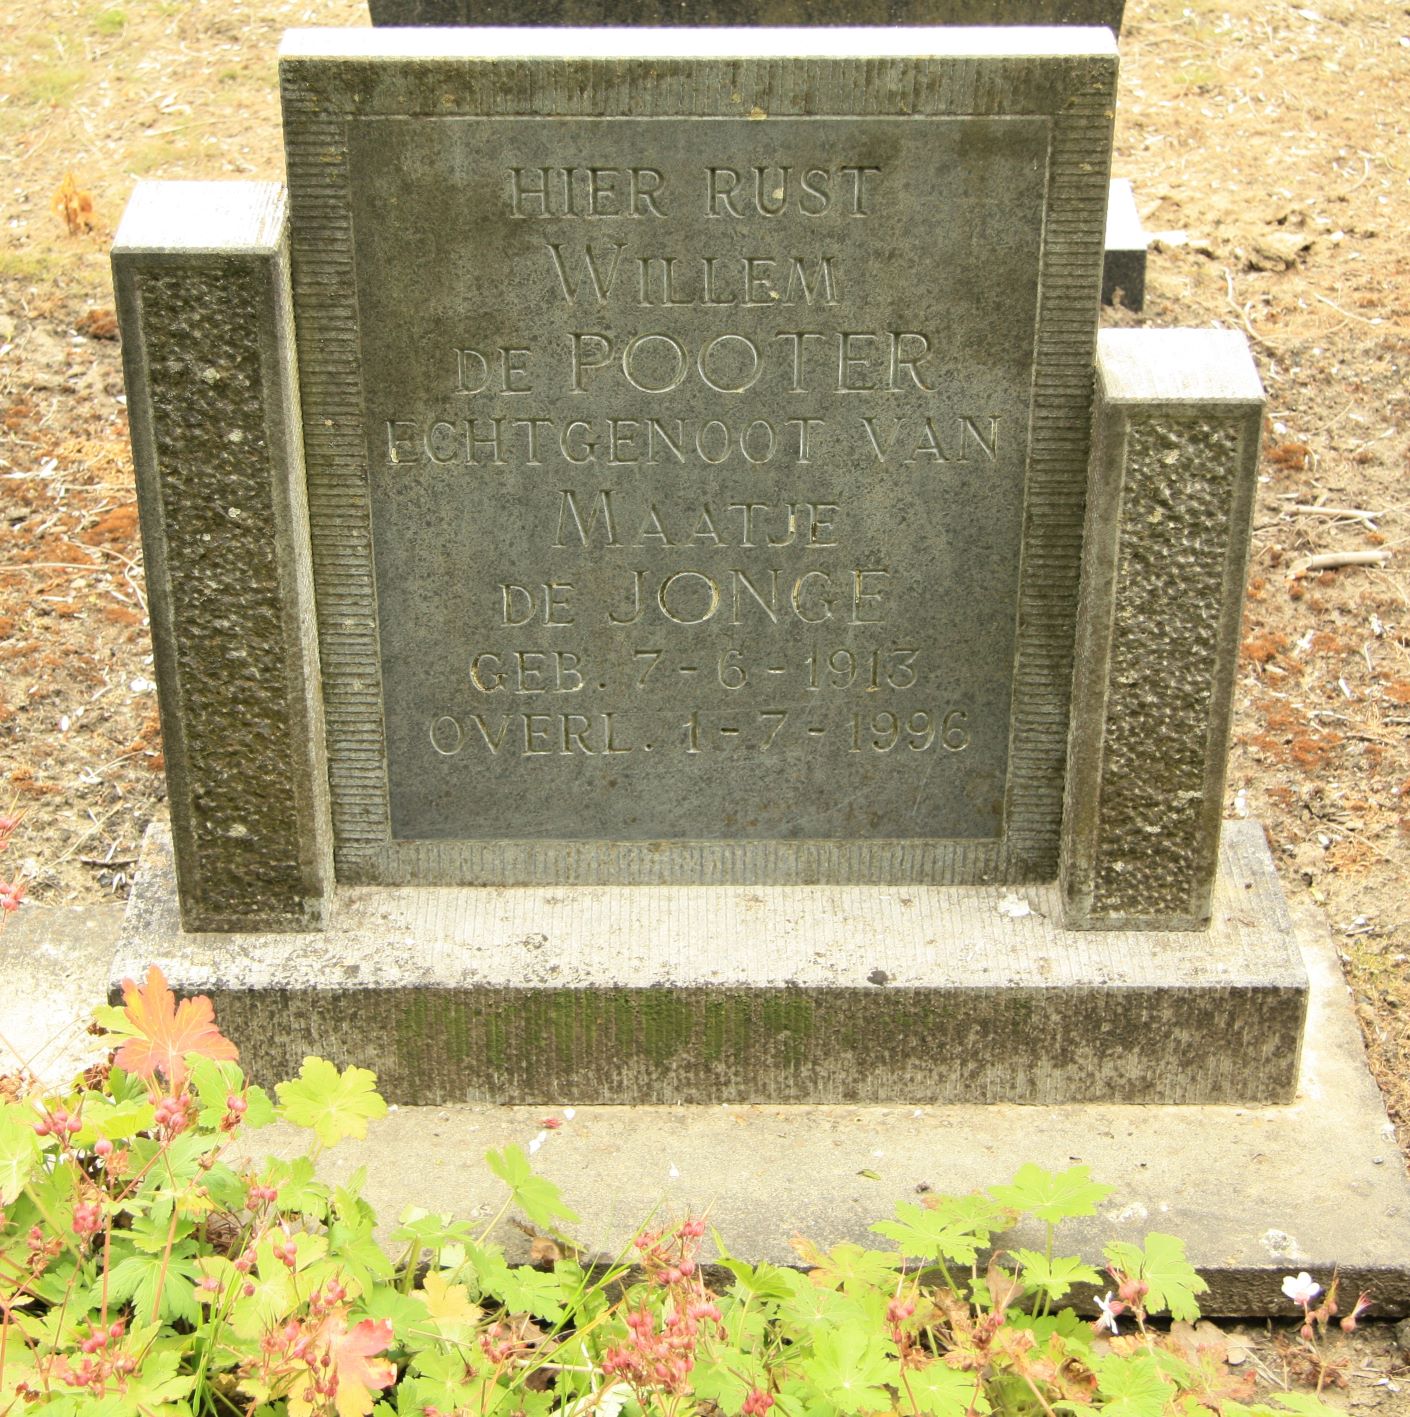 HIER RUST
WILLEM
DE POOTER
ECHTGENOOT VAN
MAATJE
DE JONGE
GEB. 7-6-1913
OVERL. 1-7-1996